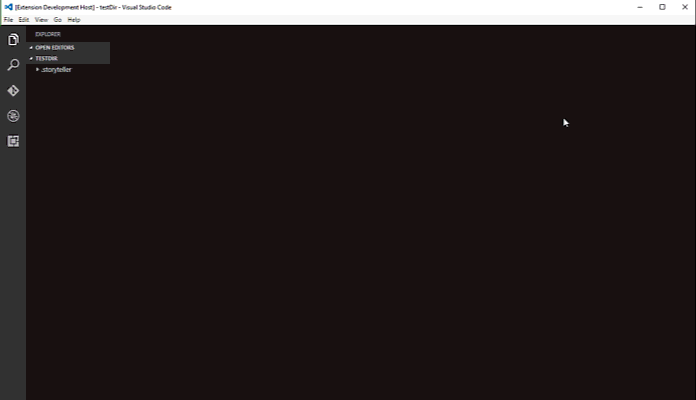 [Extension Development Host] - testDir - Visual Studio Code
File Edit View Go Help
EXPLORER
OPEN EDITORS
TESTDIR
.storyteller